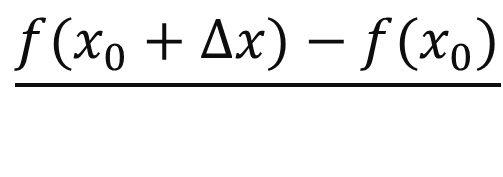 f(x₀ + Δx) − f(x₀)